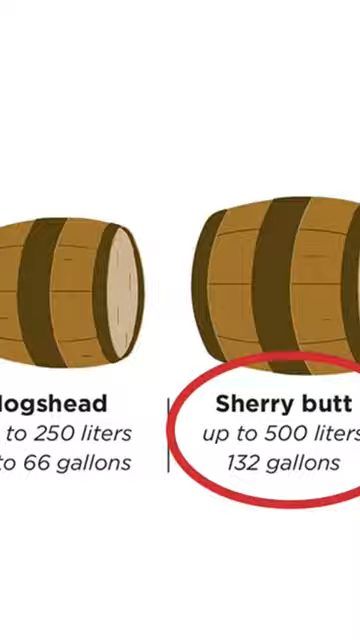 logshead
to 250 liters
to 66 gallons
Sherry butt
up to 500 liters
132 gallons